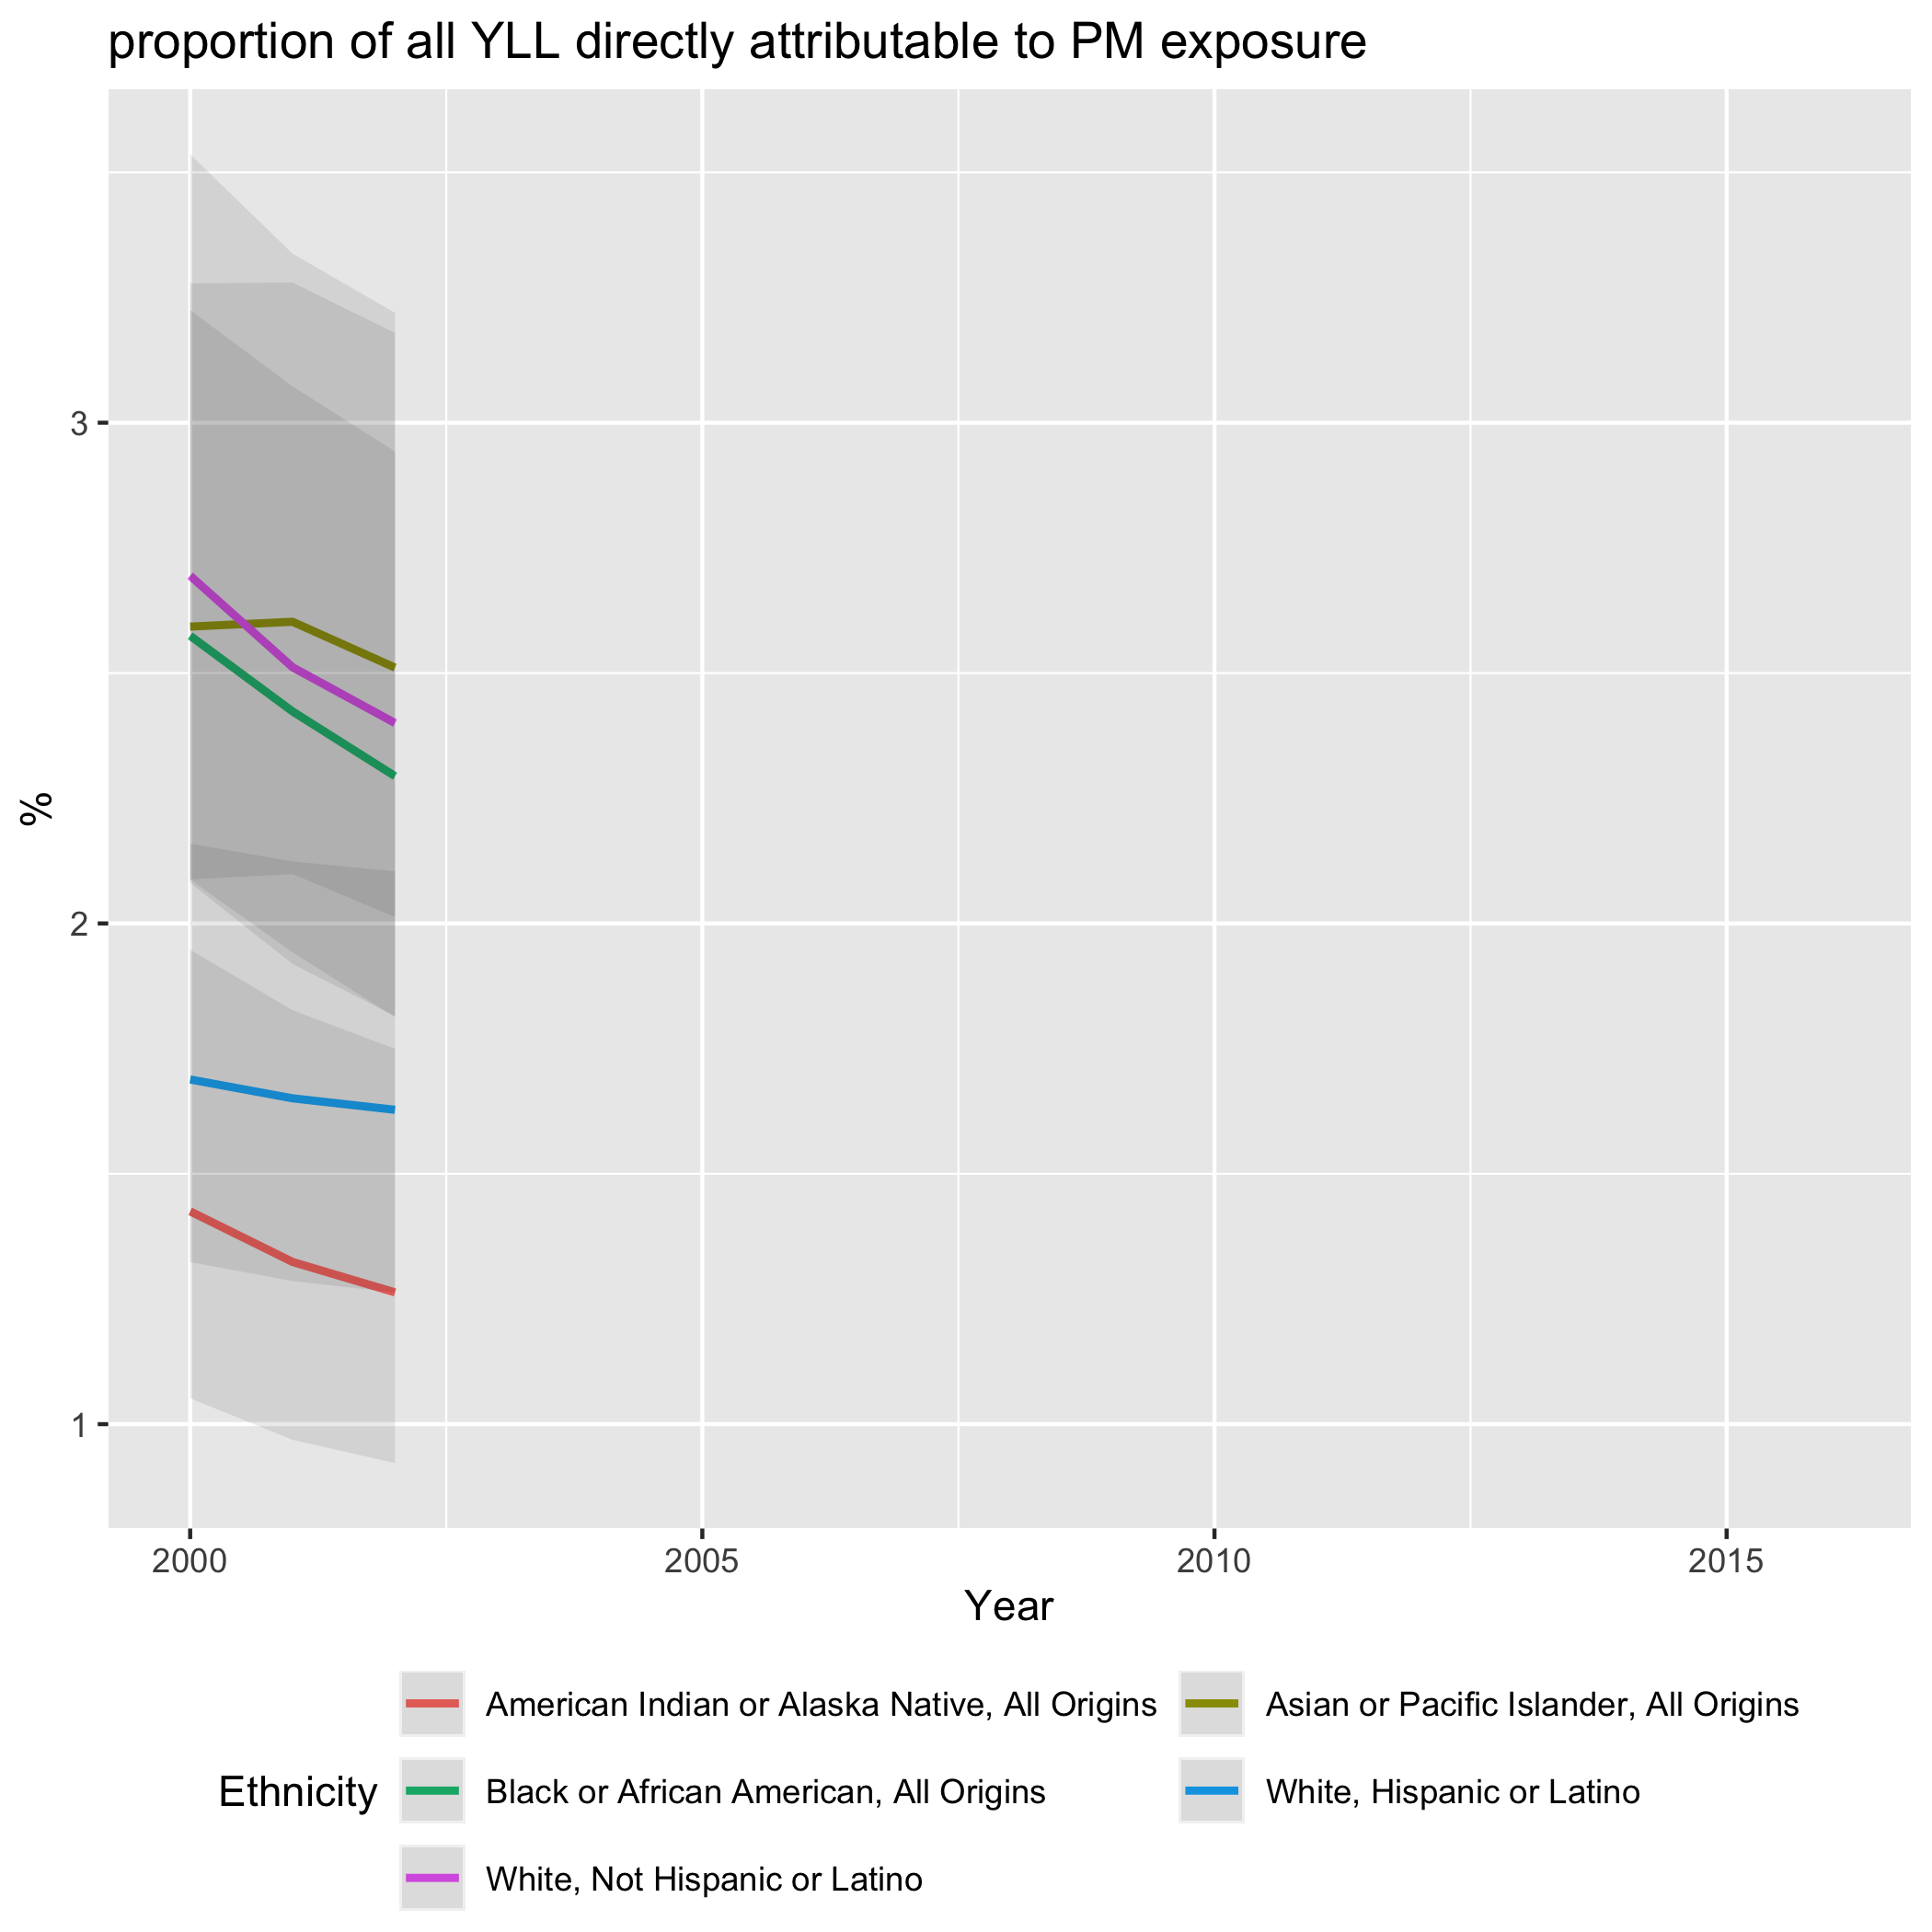 proportion of all YLL directly attributable to PM exposure
%
3
2
1
2000 2005 2010 2015
Year
Ethnicity
American Indian or Alaska Native, All Origins
Asian or Pacific Islander, All Origins
Black or African American, All Origins
White, Hispanic or Latino
White, Not Hispanic or Latino